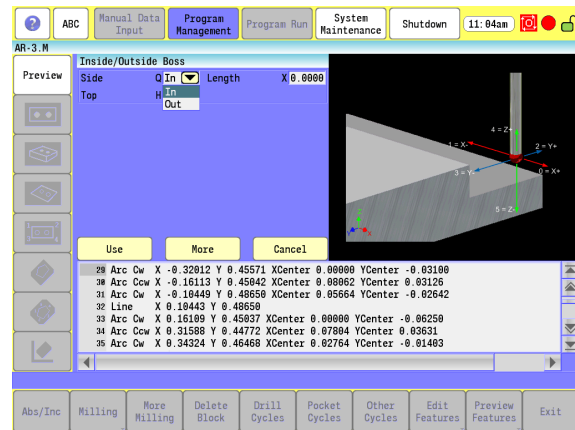 ? ABC Manual Data Input Program Management Program Run System Maintenance Shutdown 11:04am
AR-3.M
Preview
Inside/Outside Boss
Side Q In Length X 0.0000
Top H In
Out
4 = Z+
1 = X-
2 = Y+
3 = Y-
0 = X+
5 = Z-
Z
Y X
Use More Cancel
29 Arc Cw X -0.32012 Y 0.45571 XCenter 0.00000 YCenter -0.03100
30 Arc Ccw X -0.16113 Y 0.45042 XCenter 0.08062 YCenter 0.03126
31 Arc Cw X -0.10449 Y 0.48650 XCenter 0.05664 YCenter -0.02642
32 Line X 0.10443 Y 0.48650
33 Arc Cw X 0.16109 Y 0.45037 XCenter 0.00000 YCenter -0.06250
34 Arc Ccw X 0.31588 Y 0.44772 XCenter 0.07804 YCenter 0.03631
35 Arc Cw X 0.34324 Y 0.46468 XCenter 0.02764 YCenter -0.01403
Abs/Inc Milling More Milling Delete Block Drill Cycles Pocket Cycles Other Cycles Edit Features Preview Features Exit